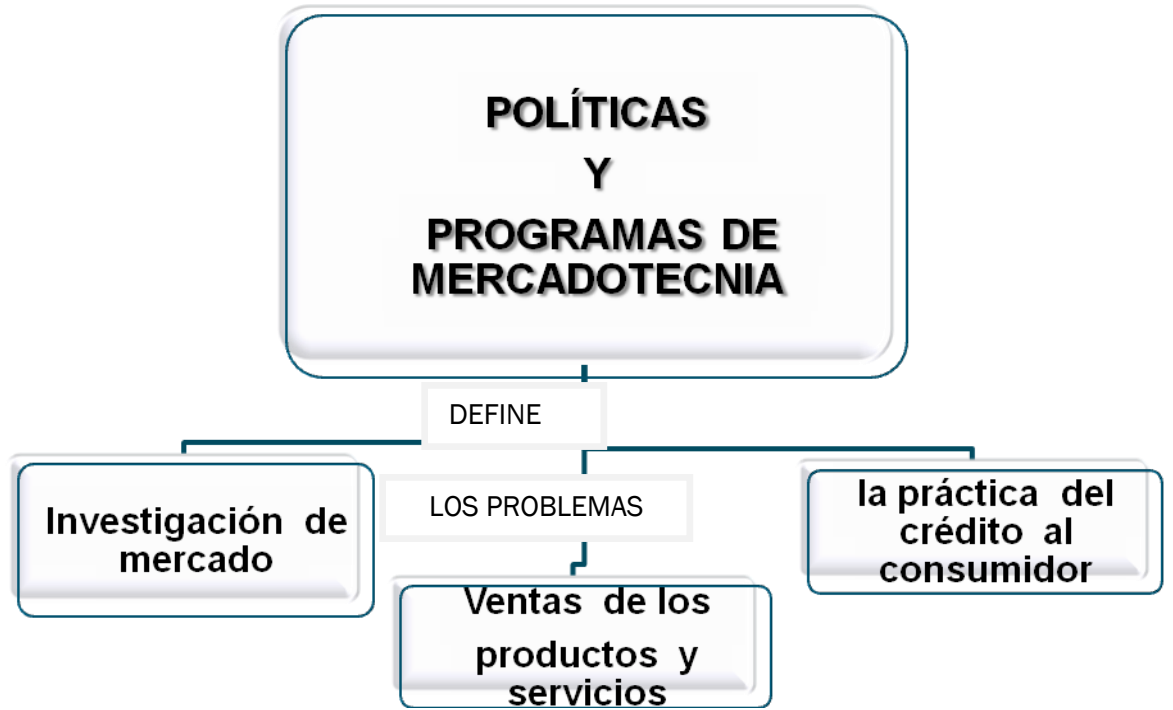 POLÍTICAS
Y
PROGRAMAS DE
MERCADOTECNIA
DEFINE
Investigación de
mercado
LOS PROBLEMAS
Ventas de los
productos y
servicios
la práctica del
crédito al
consumidor